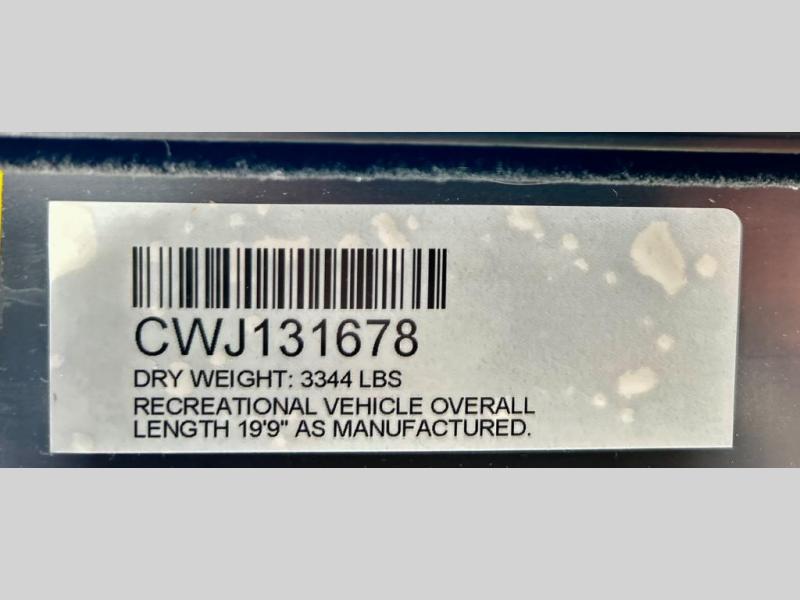 CWJ131678
DRY WEIGHT: 3344 LBS
RECREATIONAL VEHICLE OVERALL
LENGTH 19'9" AS MANUFACTURED.